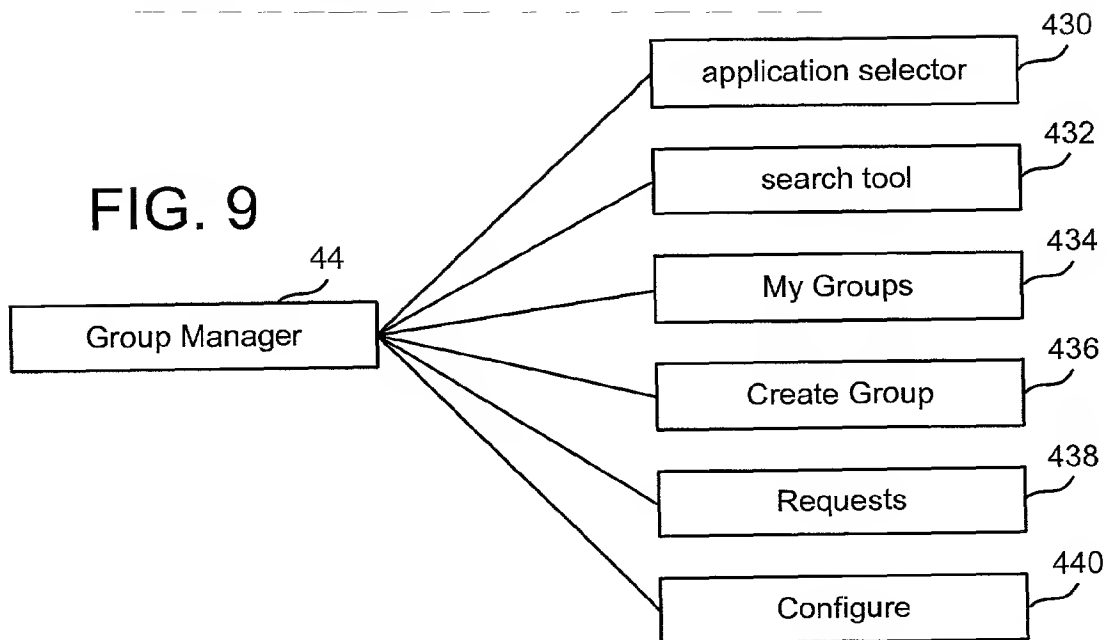 430
application selector
432
search tool
FIG. 9
434
44
My Groups
Group Manager
436
Create Group
438
Requests
440
Configure